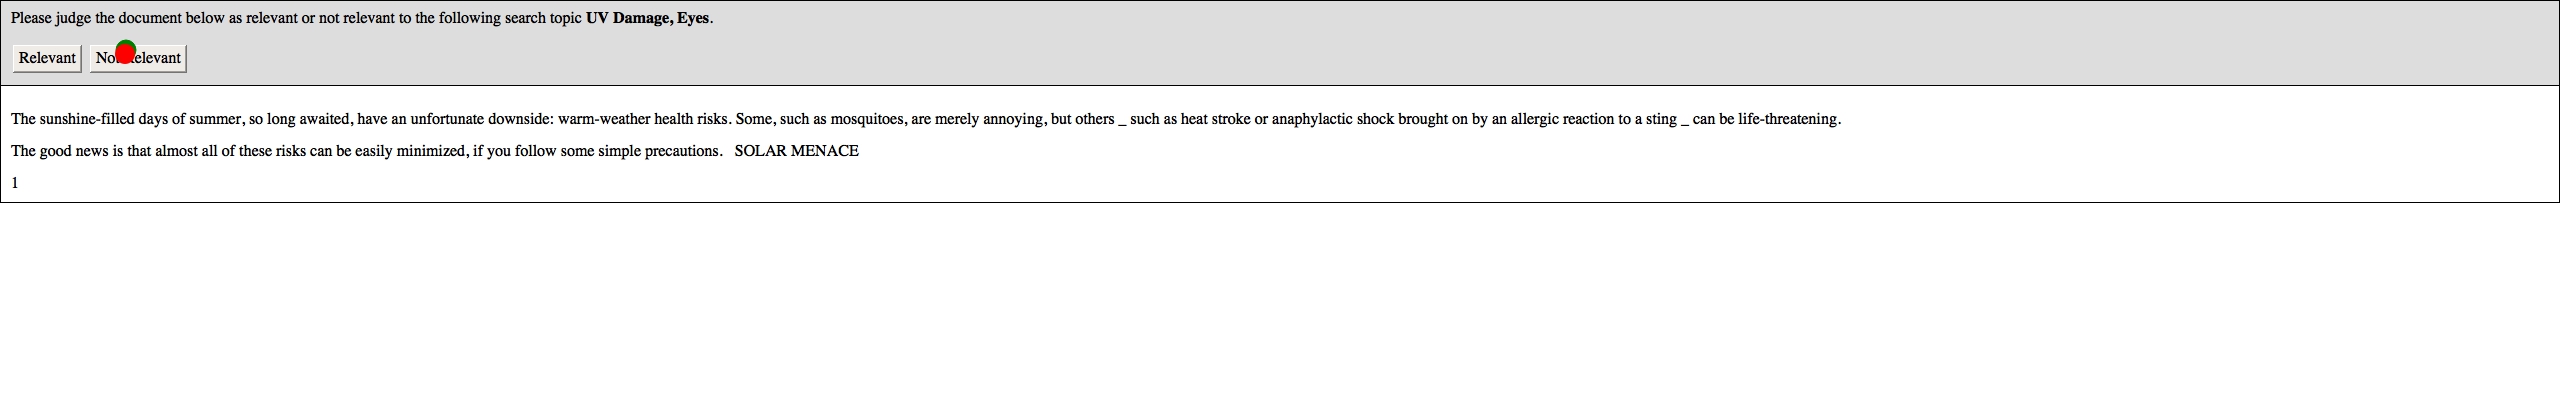 Please judge the document below as relevant or not relevant to the following search topic UV Damage, Eyes.
Relevant No elevant
The sunshine-filled days of summer, so long awaited, have an unfortunate downside: warm-weather health risks. Some, such as mosquitoes, are merely annoying, but others _ such as heat stroke or anaphylactic shock brought on by an allergic reaction to a sting _ can be life-threatening.
The good news is that almost all of these risks can be easily minimized, if you follow some simple precautions. SOLAR MENACE
1